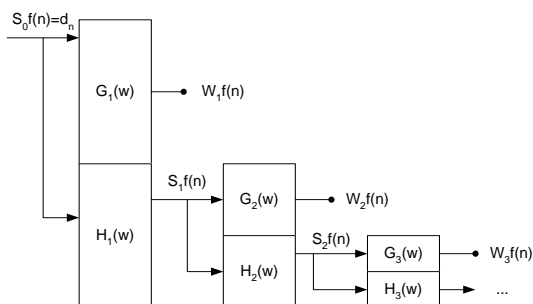 S₀f(n)=dₙ
G₁(w)
W₁f(n)
H₁(w)
S₁f(n)
G₂(w)
W₂f(n)
H₂(w)
S₂f(n)
G₃(w)
W₃f(n)
H₃(w)
...